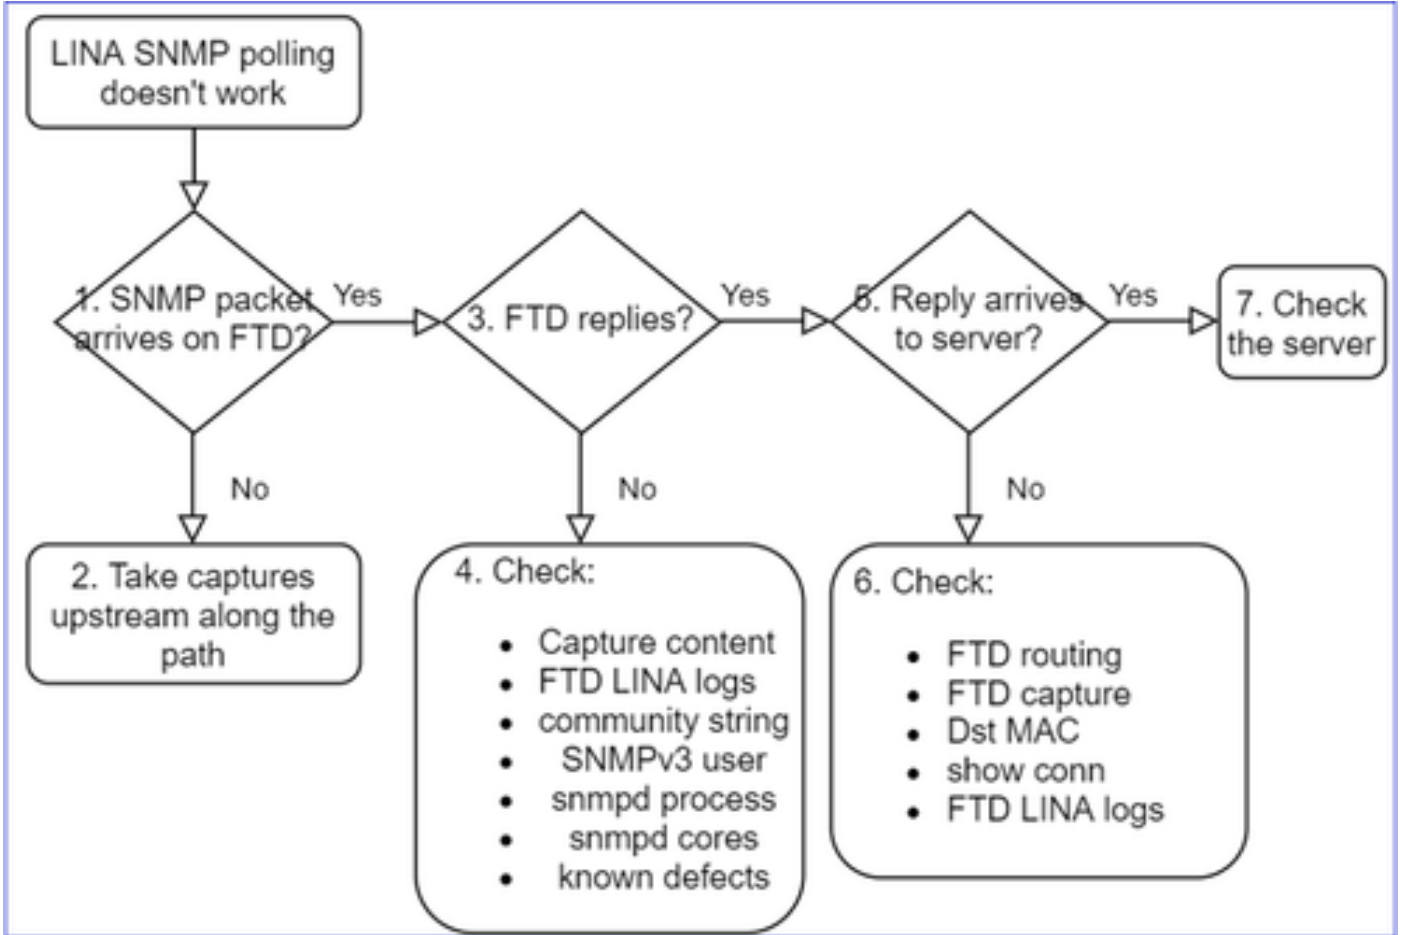 LINA SNMP polling
doesn't work
1. SNMP packet
arrives on FTD?
Yes
No
2. Take captures
upstream along the
path
3. FTD replies?
Yes
No
4. Check:
• Capture content
• FTD LINA logs
• community string
• SNMPv3 user
• snmpd process
• snmpd cores
• known defects
5. Reply arrives
to server?
Yes
No
6. Check:
• FTD routing
• FTD capture
• Dst MAC
• show conn
• FTD LINA logs
7. Check
the server